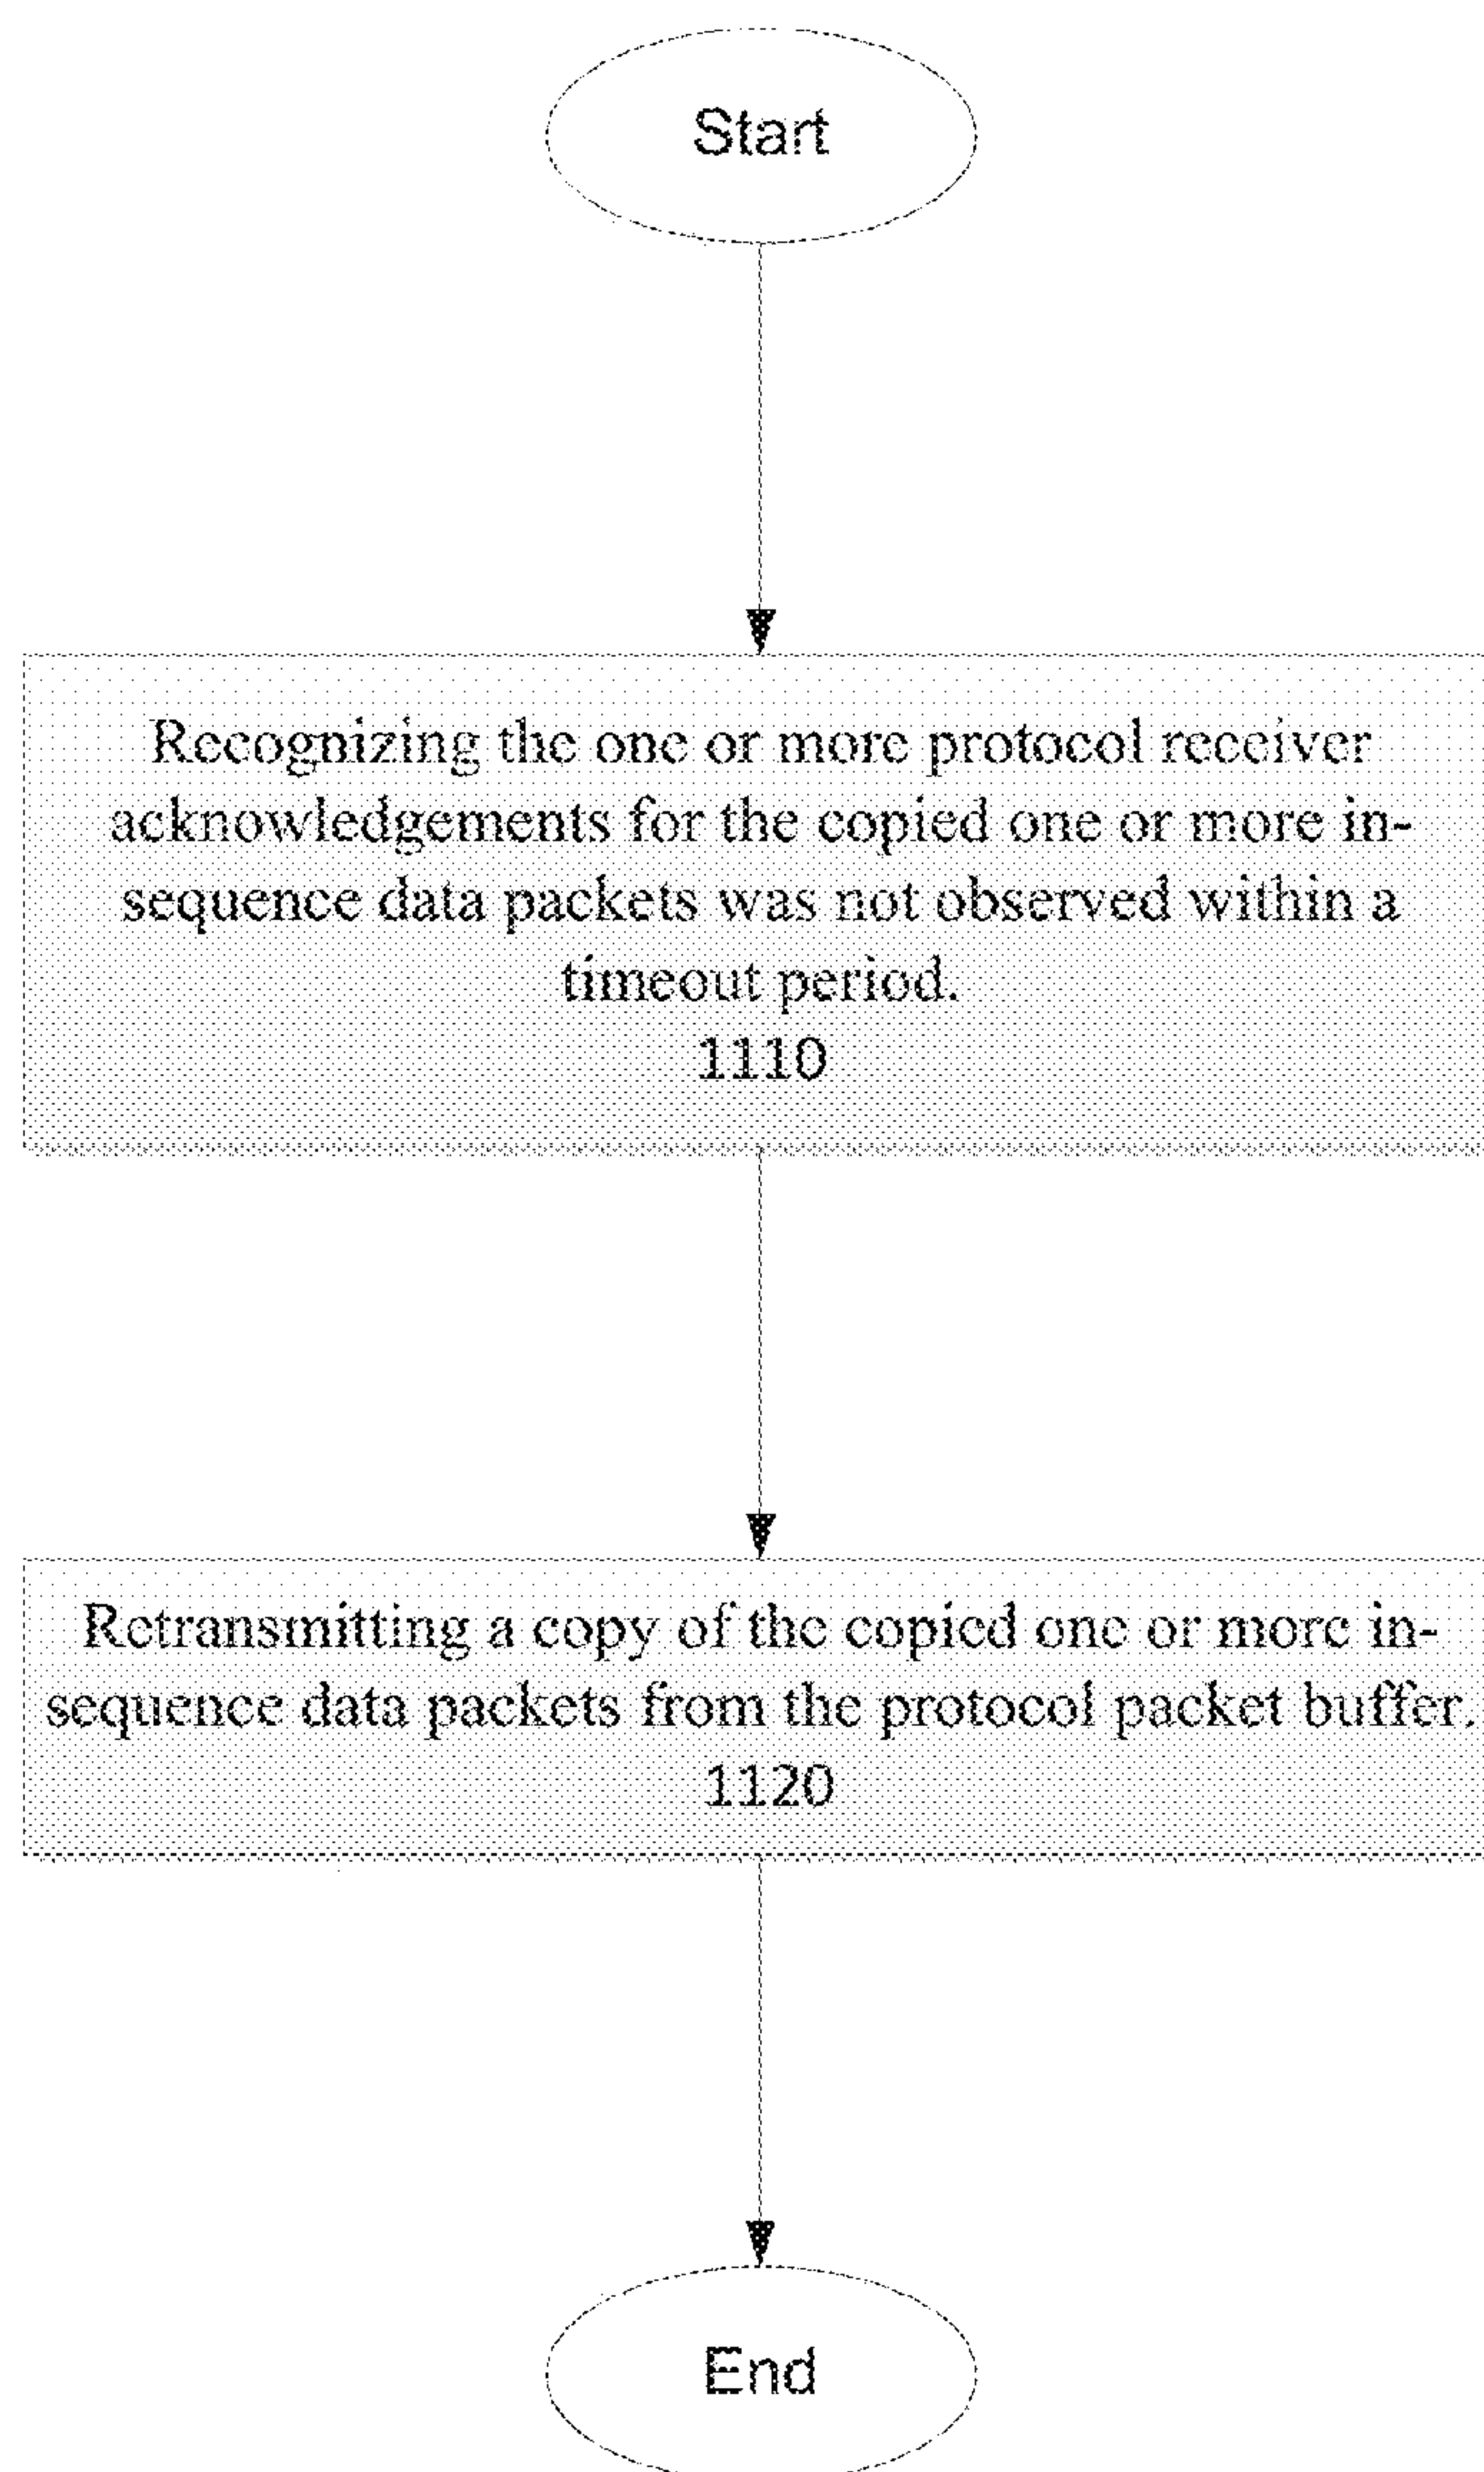 Start
Recognizing the one or more protocol receiver
acknowledgements for the copied one or more in-
sequence data packets was not observed within a
timeout period.
1110
Retransmitting a copy of the copied one or more in-
sequence data packets from the protocol packet buffer.
1120
End